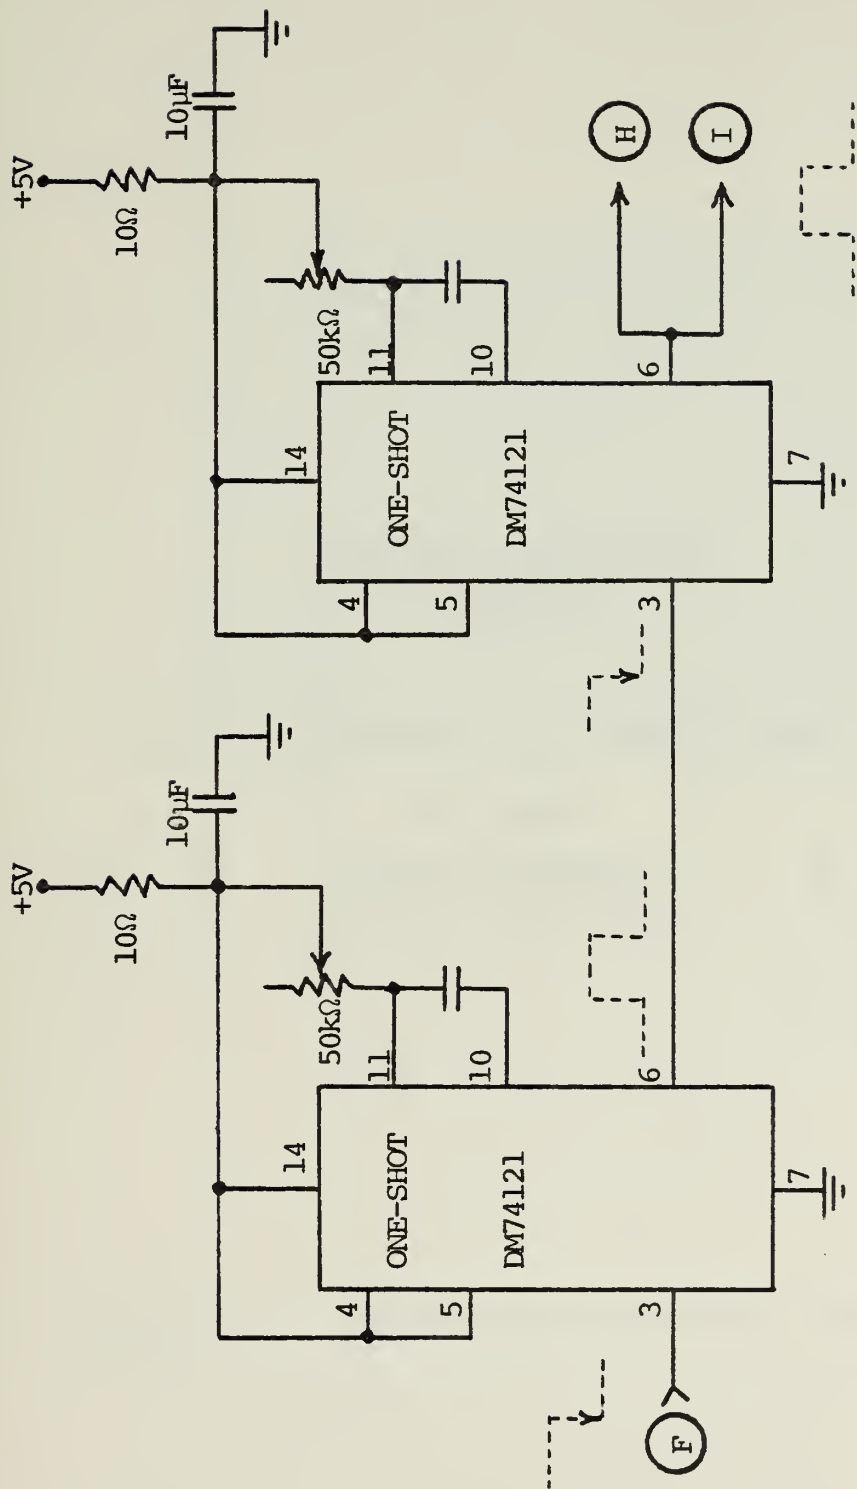 +5V
10Ω
10μF
50kΩ
14
11
4
ONE-SHOT
5
10
DM74121
3
6
7
F
+5V
10Ω
10μF
50kΩ
14
11
4
ONE-SHOT
5
10
DM74121
3
6
7
H
I